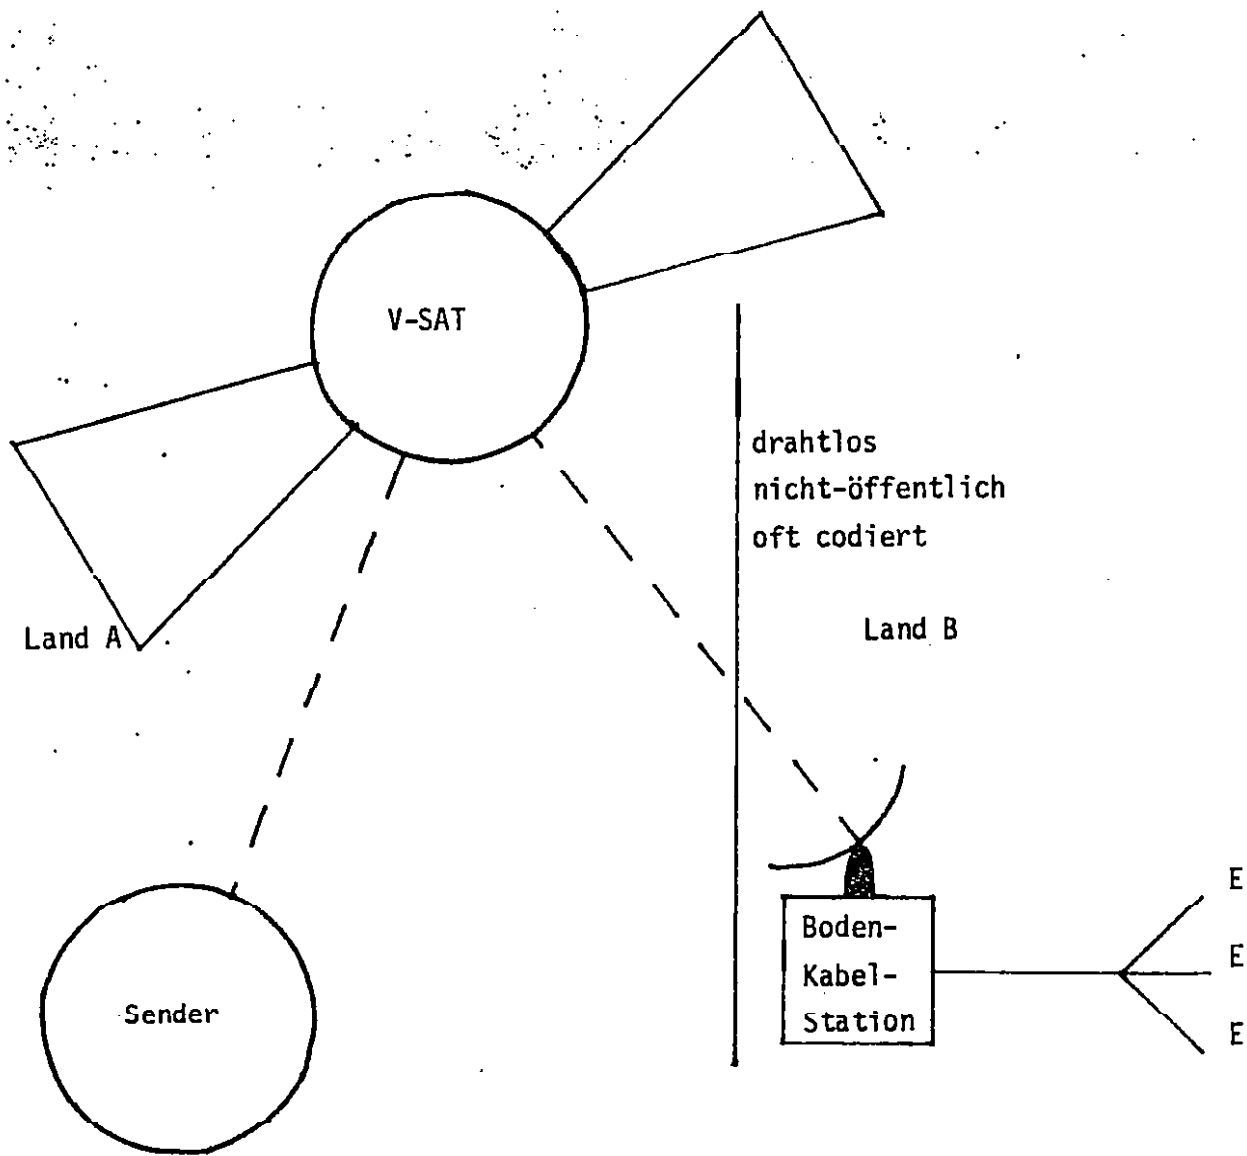 V-SAT
drahtlos
nicht-öffentlich
oft codiert
Land A
Land B
Sender
Boden-
Kabel-
Station
E
E
E